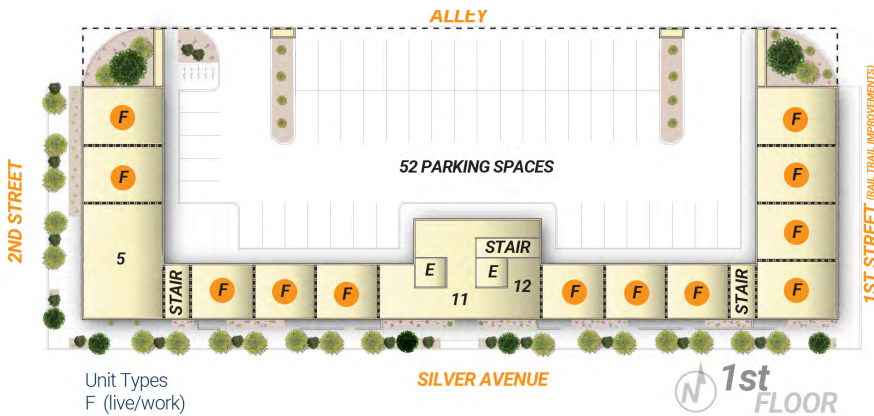 ALLEY
F
F
F
F
52 PARKING SPACES
2ND STREET
1ST STREET (RAIL TRAIL IMPROVEMENTS)
F
5
STAIR
E
E
F
STAIR
F
F
F
11
12
F
F
F
STAIR
F
Unit Types
F (live/work)
SILVER AVENUE
N
1st
FLOOR